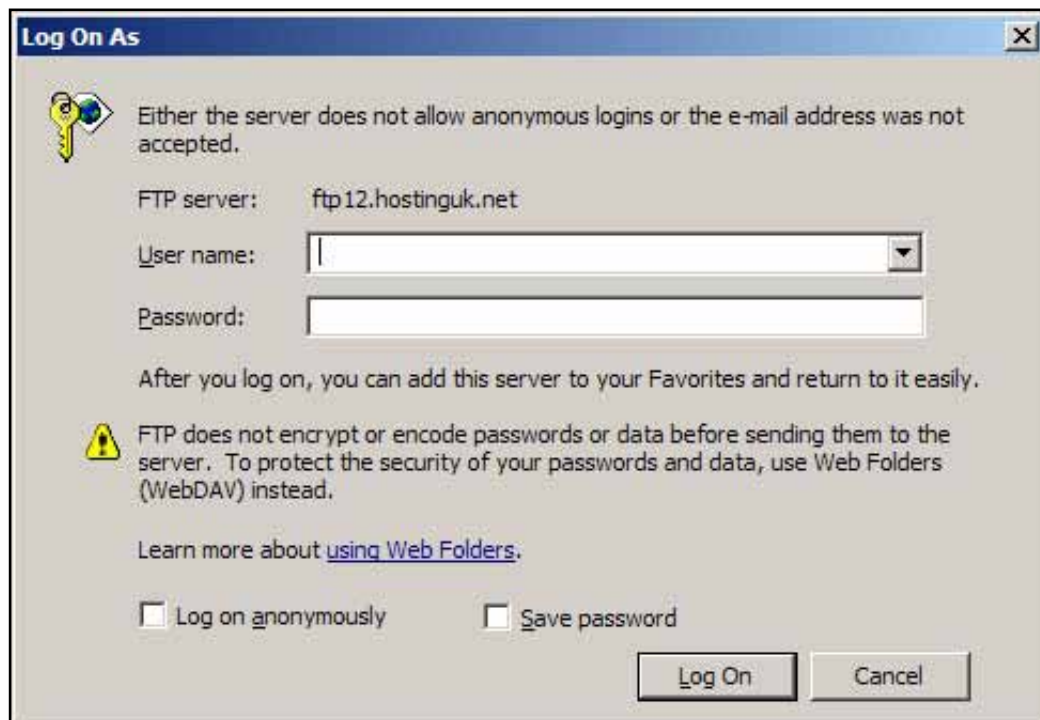 Log On As
Either the server does not allow anonymous logins or the e-mail address was not
accepted.
FTP server: ftp12.hostinguk.net
User name:
Password:
After you log on, you can add this server to your Favorites and return to it easily.
FTP does not encrypt or encode passwords or data before sending them to the
server. To protect the security of your passwords and data, use Web Folders
(WebDAV) instead.
Learn more about using Web Folders.
Log on anonymously Save password
Log On Cancel